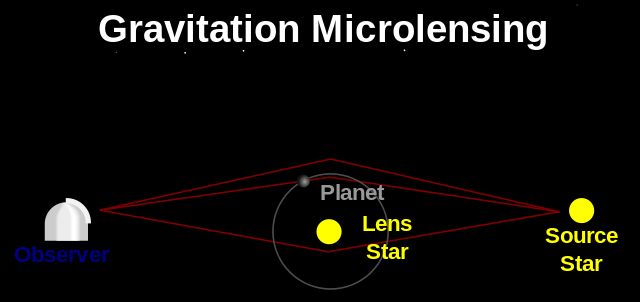 Gravitation Microlensing
Planet
Lens
Star
Observer
Source
Star